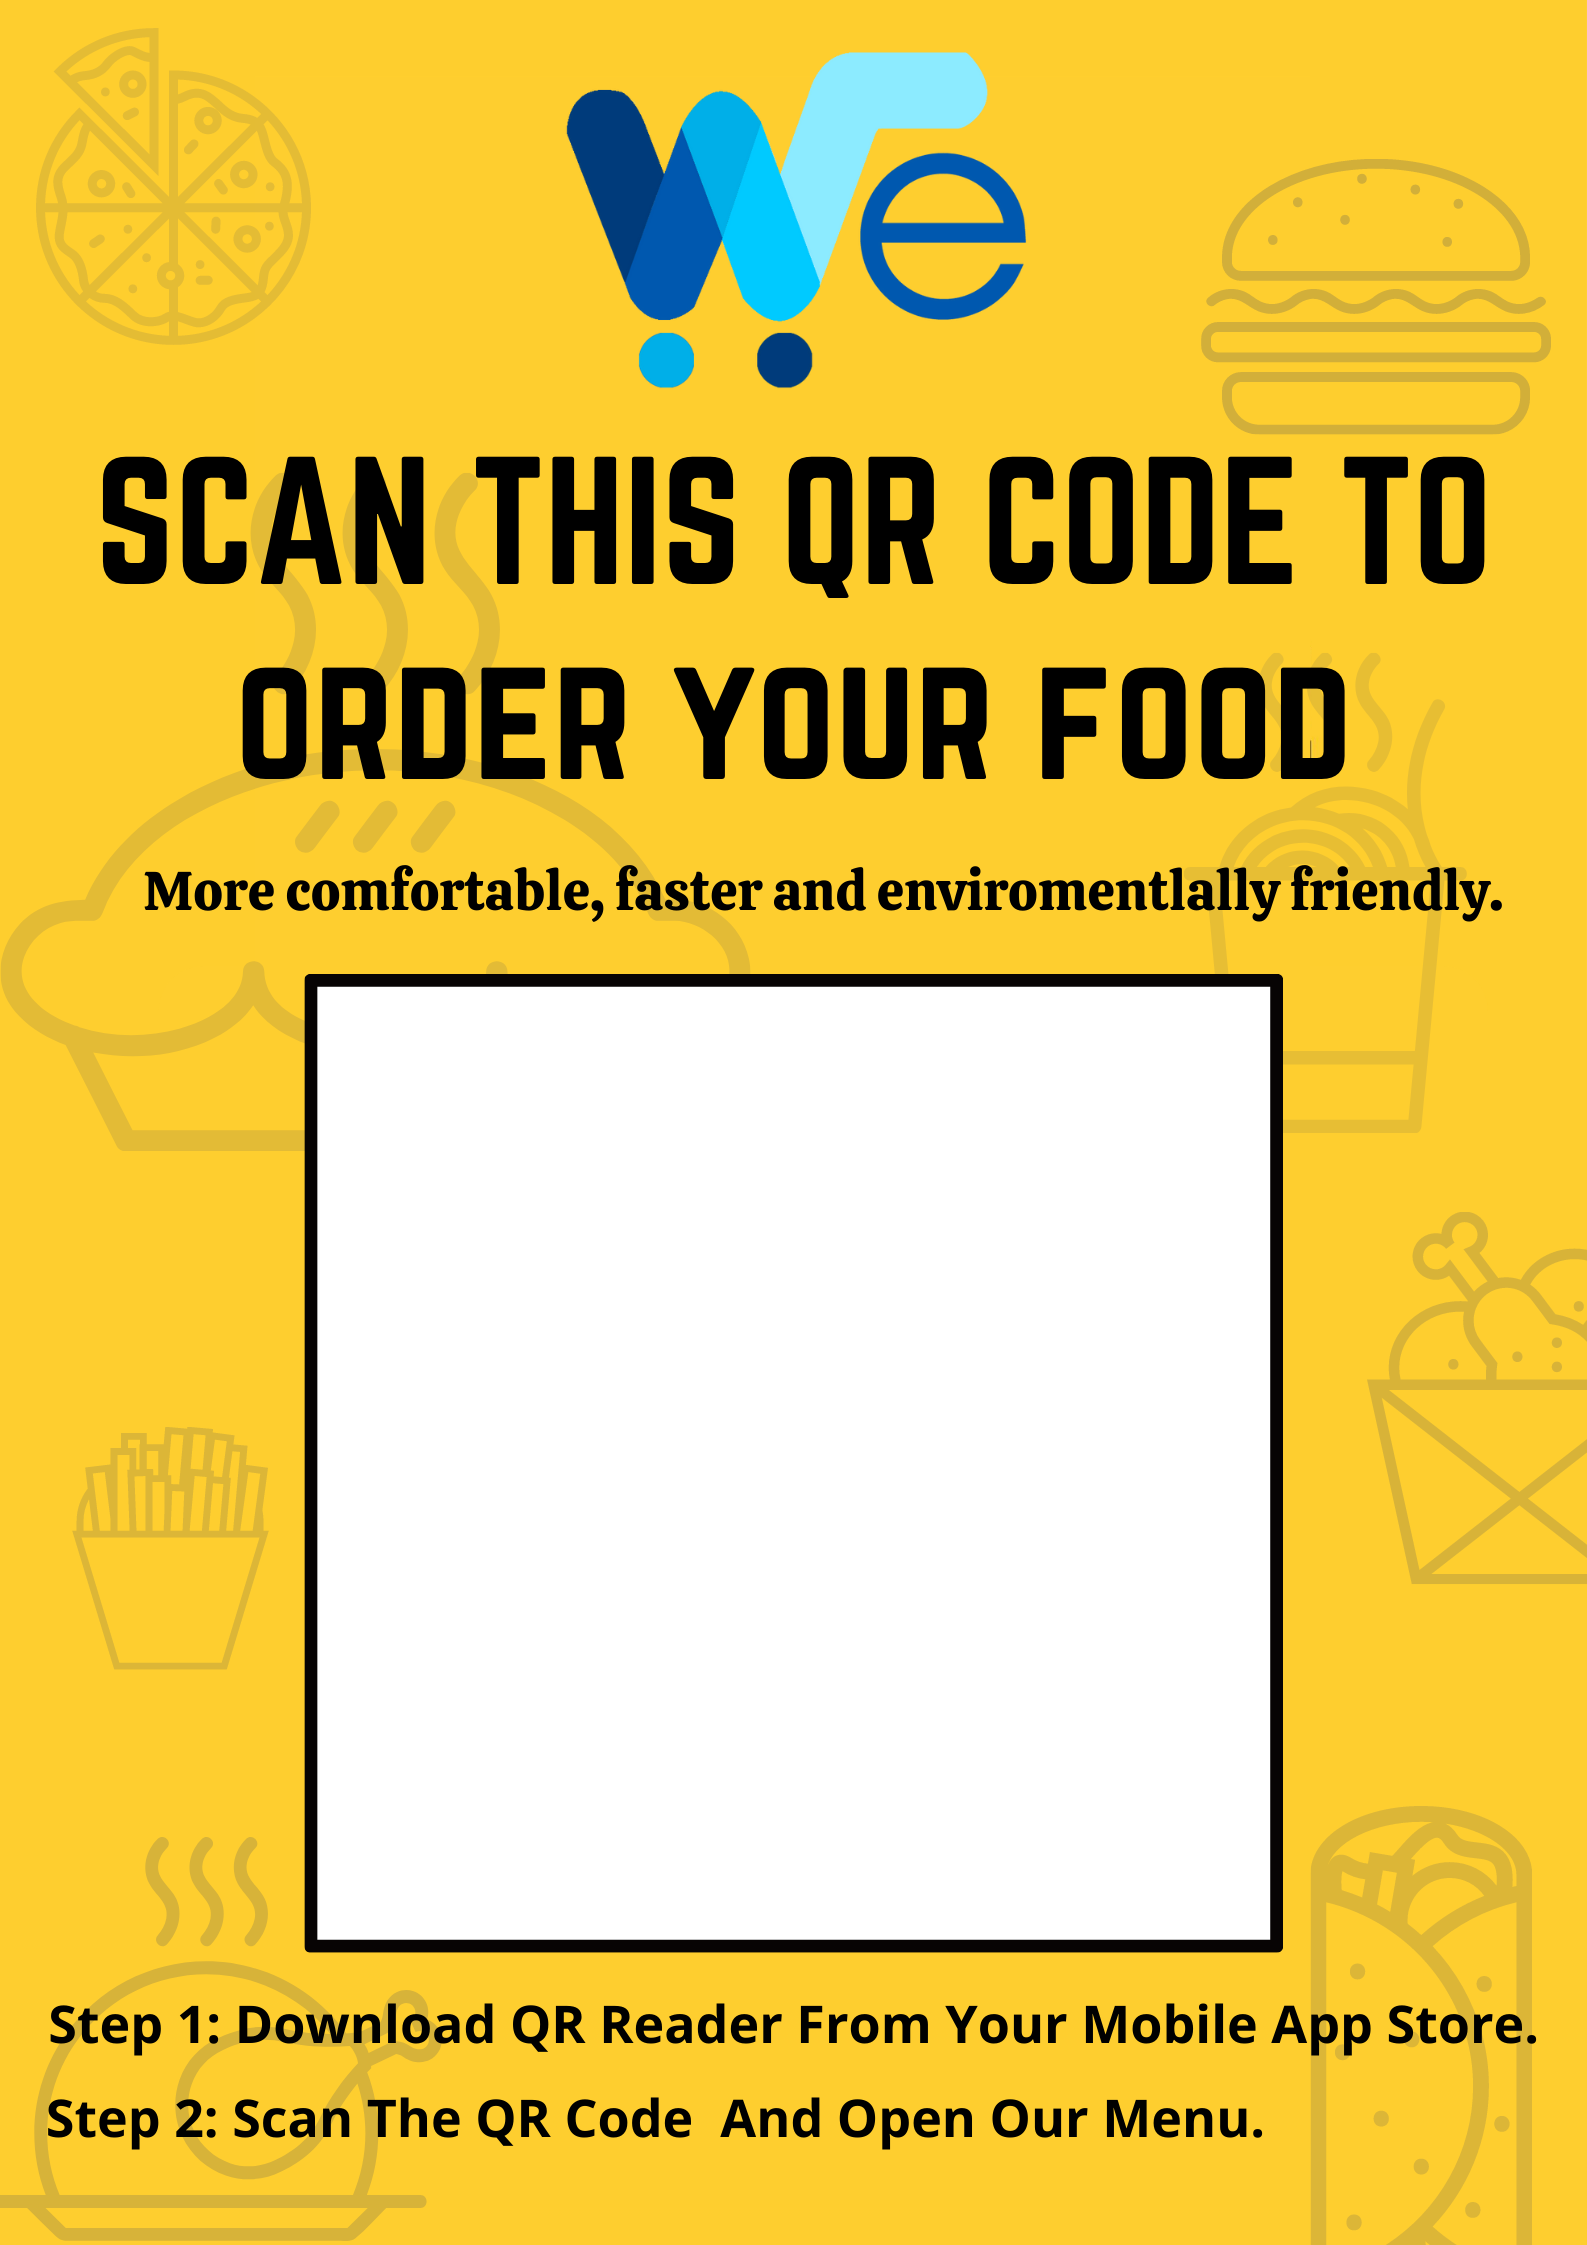 We
SCAN THIS QR CODE TO
ORDER YOUR FOOD
More comfortable, faster and enviromentlally friendly.
Step 1: Download QR Reader From Your Mobile App Store.
Step 2: Scan The QR Code  And Open Our Menu.